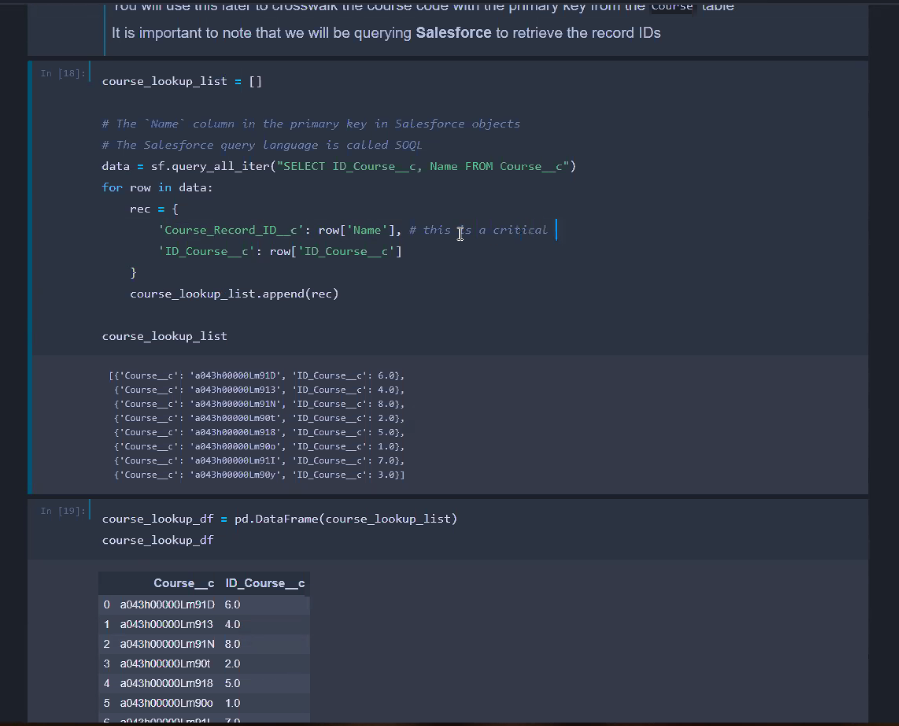 You will use this later to crosswalk the course code with the primary key from the Course table
It is important to note that we will be querying Salesforce to retrieve the record IDs
In [18]:
course_lookup_list = []
# The `Name` column in the primary key in Salesforce objects
# The Salesforce query language is called SOQL
data = sf.query_all_iter("SELECT ID_Course__c, Name FROM Course__c")
for row in data:
rec = {
'Course_Record_ID__c': row['Name'], # this is a critical
'ID_Course__c': row['ID_Course__c']
}
course_lookup_list.append(rec)
course_lookup_list
[{'Course__c': 'a043h00000Lm91D', 'ID_Course__c': 6.0},
{'Course__c': 'a043h00000Lm913', 'ID_Course__c': 4.0},
{'Course__c': 'a043h00000Lm91N', 'ID_Course__c': 8.0},
{'Course__c': 'a043h00000Lm90t', 'ID_Course__c': 2.0},
{'Course__c': 'a043h00000Lm918', 'ID_Course__c': 5.0},
{'Course__c': 'a043h00000Lm90o', 'ID_Course__c': 1.0},
{'Course__c': 'a043h00000Lm91I', 'ID_Course__c': 7.0},
{'Course__c': 'a043h00000Lm90y', 'ID_Course__c': 3.0}]
In [19]:
course_lookup_df = pd.DataFrame(course_lookup_list)
course_lookup_df
Course__c ID_Course__c
0 a043h00000Lm91D 6.0
1 a043h00000Lm913 4.0
2 a043h00000Lm91N 8.0
3 a043h00000Lm90t 2.0
4 a043h00000Lm918 5.0
5 a043h00000Lm90o 1.0
6 a043h00000Lm91I 7.0